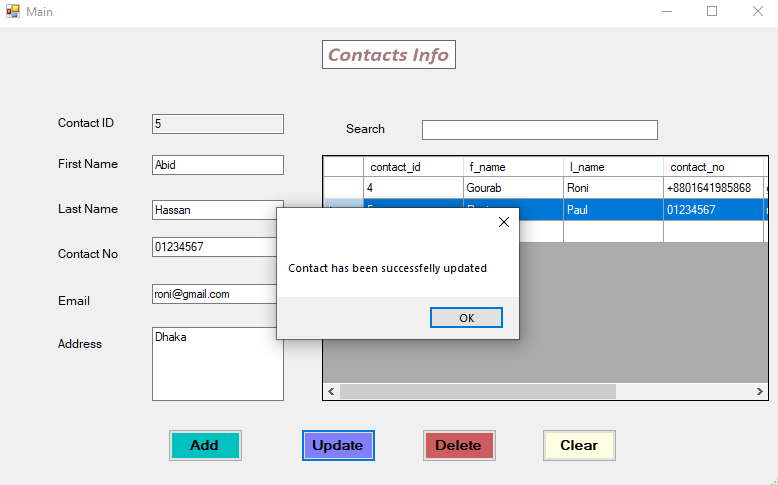 Main
Contacts Info
Contact ID
5
Search
First Name
Abid
contact_id f_name l_name contact_no
4 Gourab Roni +8801641985868
Last Name
Hassan
Paul 01234567
Contact No
01234567
Contact has been successfelly updated
OK
Email
roni@gmail.com
Address
Dhaka
Add Update Delete Clear